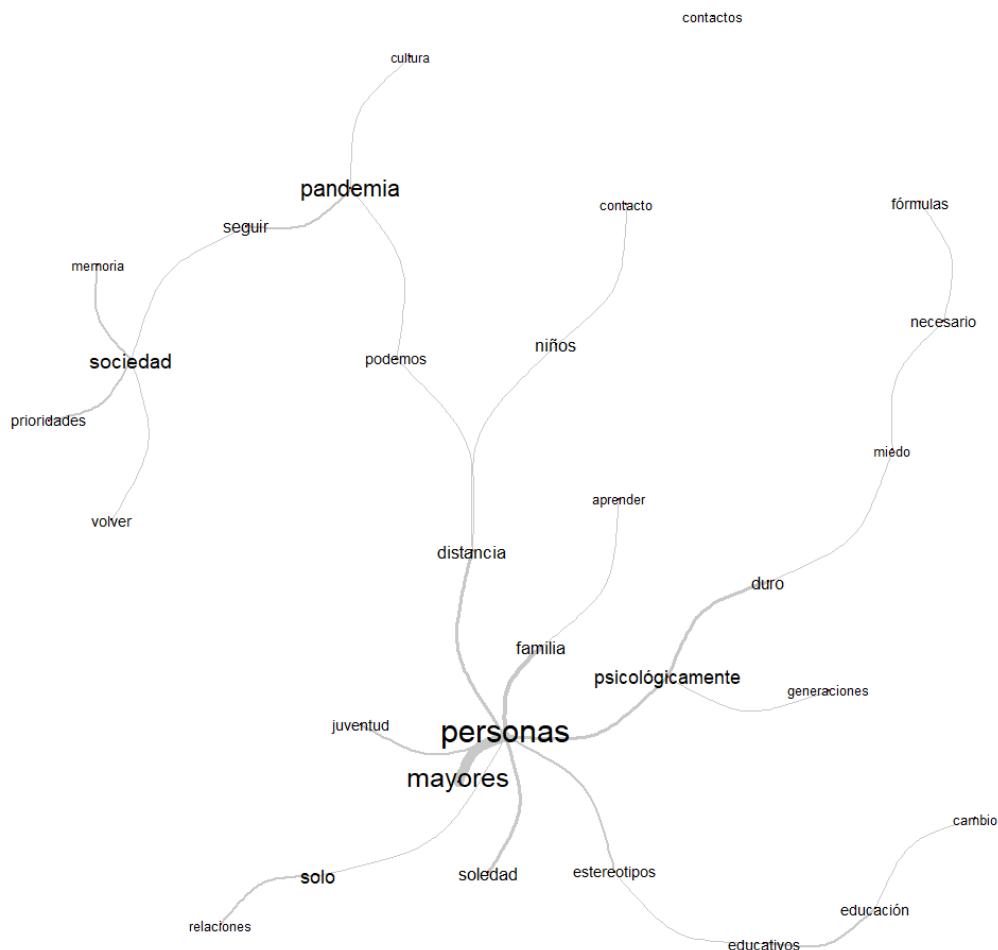 contactos
cultura
pandemia
contacto
fórmulas
seguir
memoria
necesario
niños
podemos
sociedad
prioridades
miedo
aprender
volver
distancia
duro
familia
psicológicamente
generaciones
juventud
personas
mayores
cambio
soledad
estereotipos
solo
educación
relaciones
educativos